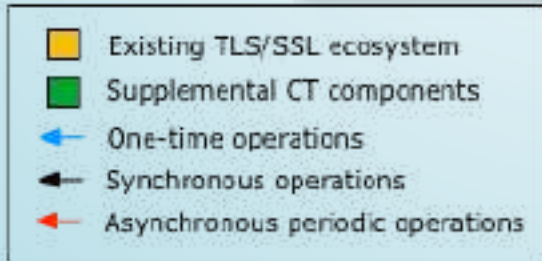 Existing TLS/SSL ecosystem
Supplemental CT components
One-time operations
Synchronous operations
Asynchronous periodic operations